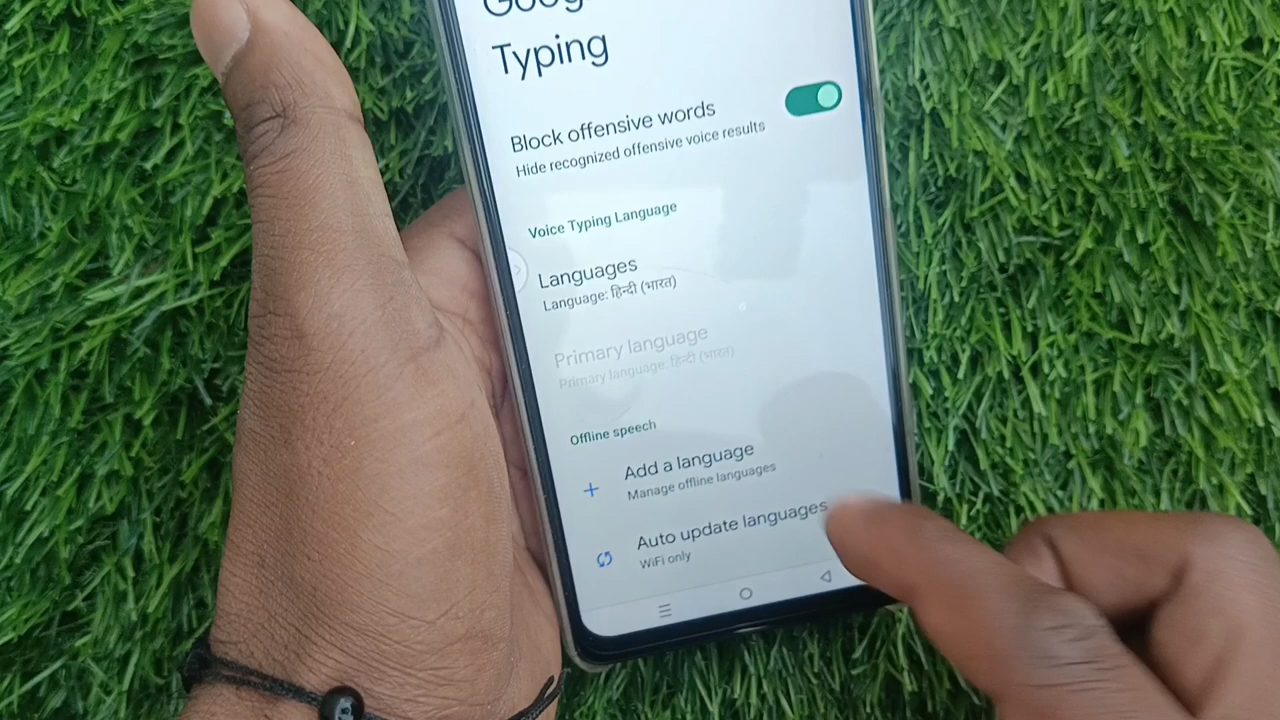 Typing
Block offensive words
Hide recognized offensive voice results
Voice Typing Language
Languages
Language: हिन्दी (भारत)
Primary language
Primary language: हिन्दी (भारत)
Offline speech
Add a language
Manage offline languages
Auto update languages
WiFi only